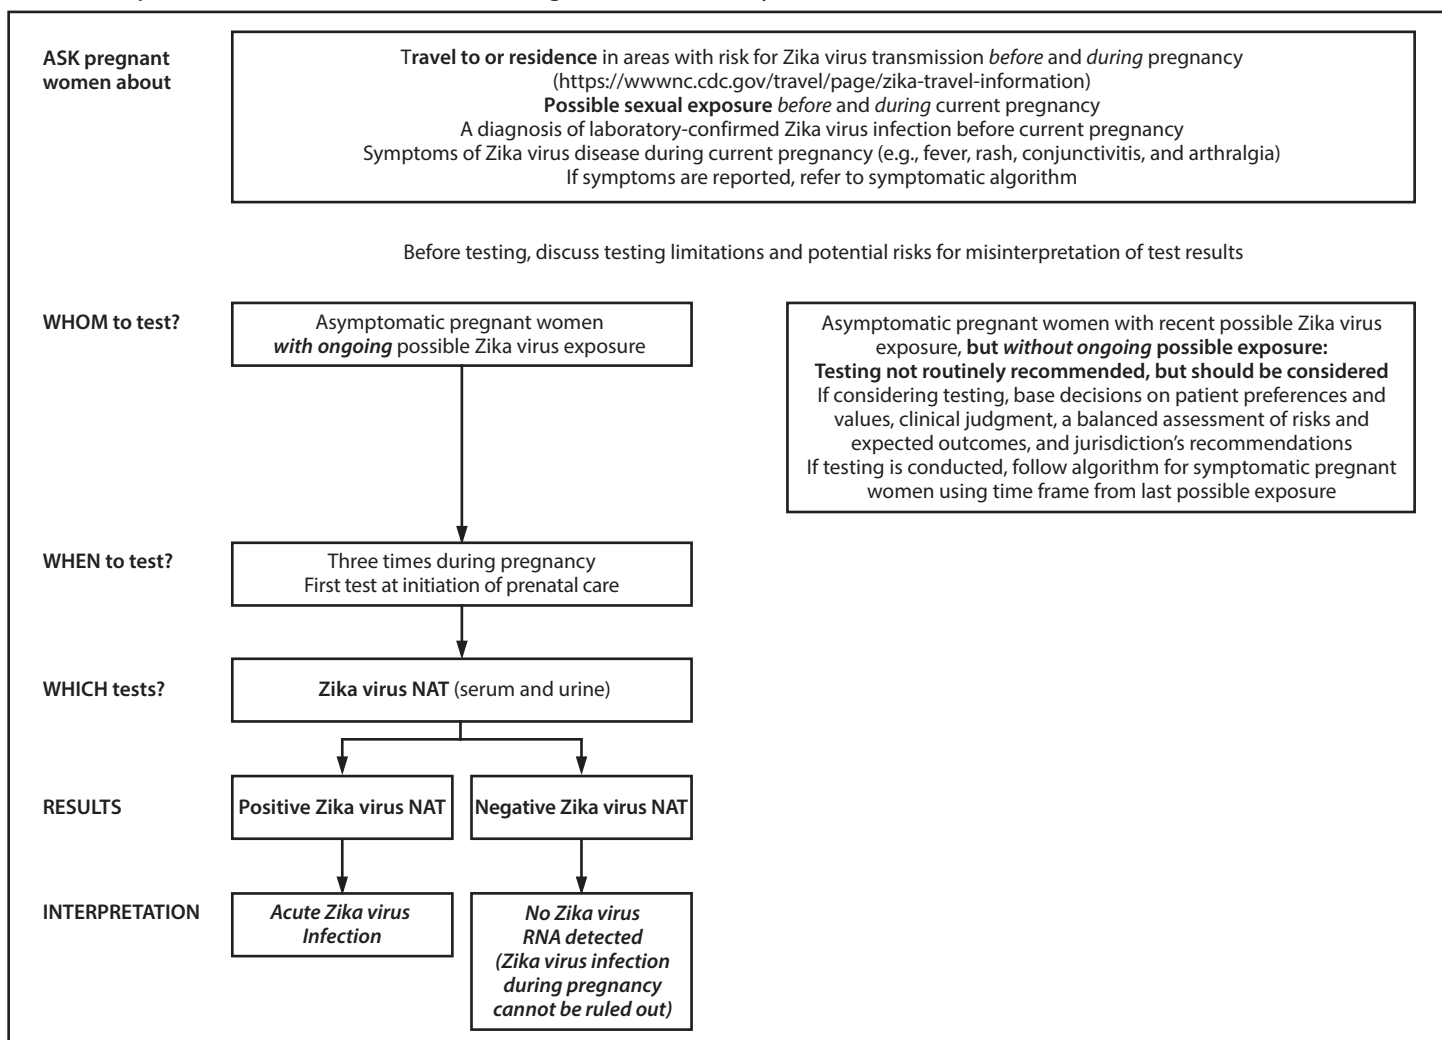 ASK pregnant
women about
Travel to or residence in areas with risk for Zika virus transmission before and during pregnancy
(https://wwwnc.cdc.gov/travel/page/zika-travel-information)
Possible sexual exposure before and during current pregnancy
A diagnosis of laboratory-confirmed Zika virus infection before current pregnancy
Symptoms of Zika virus disease during current pregnancy (e.g., fever, rash, conjunctivitis, and arthralgia)
If symptoms are reported, refer to symptomatic algorithm
Before testing, discuss testing limitations and potential risks for misinterpretation of test results
WHOM to test?
Asymptomatic pregnant women
with ongoing possible Zika virus exposure
Asymptomatic pregnant women with recent possible Zika virus
exposure, but without ongoing possible exposure:
Testing not routinely recommended, but should be considered
If considering testing, base decisions on patient preferences and
values, clinical judgment, a balanced assessment of risks and
expected outcomes, and jurisdiction's recommendations
If testing is conducted, follow algorithm for symptomatic pregnant
women using time frame from last possible exposure
WHEN to test?
Three times during pregnancy
First test at initiation of prenatal care
WHICH tests?
Zika virus NAT (serum and urine)
RESULTS
Positive Zika virus NAT
Negative Zika virus NAT
INTERPRETATION
Acute Zika virus
Infection
No Zika virus
RNA detected
(Zika virus infection
during pregnancy
cannot be ruled out)